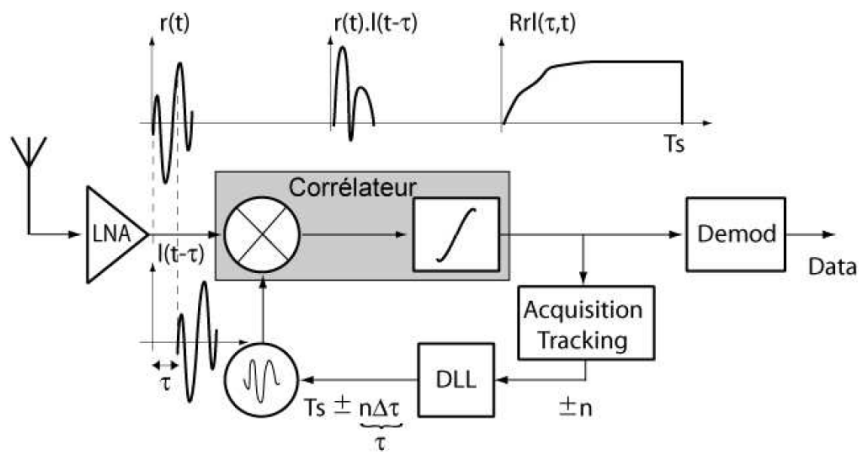 r(t)
r(t).l(t-τ)
Rrl(τ,t)
Ts
Corrélateur
LNA
l(t-τ)
Demod
Data
Acquisition
Tracking
τ
DLL
Ts ± nΔτ
τ
±n